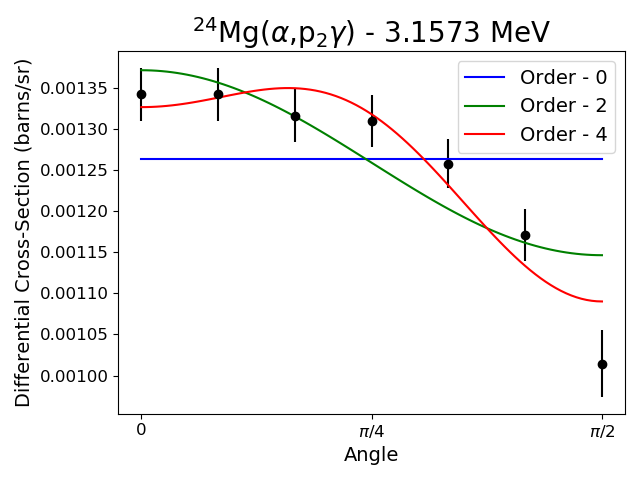 ²⁴Mg(α,p₂γ) - 3.1573 MeV
Differential Cross-Section (barns/sr)
0.00135
0.00130
0.00125
0.00120
0.00115
0.00110
0.00105
0.00100
Order - 0
Order - 2
Order - 4
0
π/4
π/2
Angle